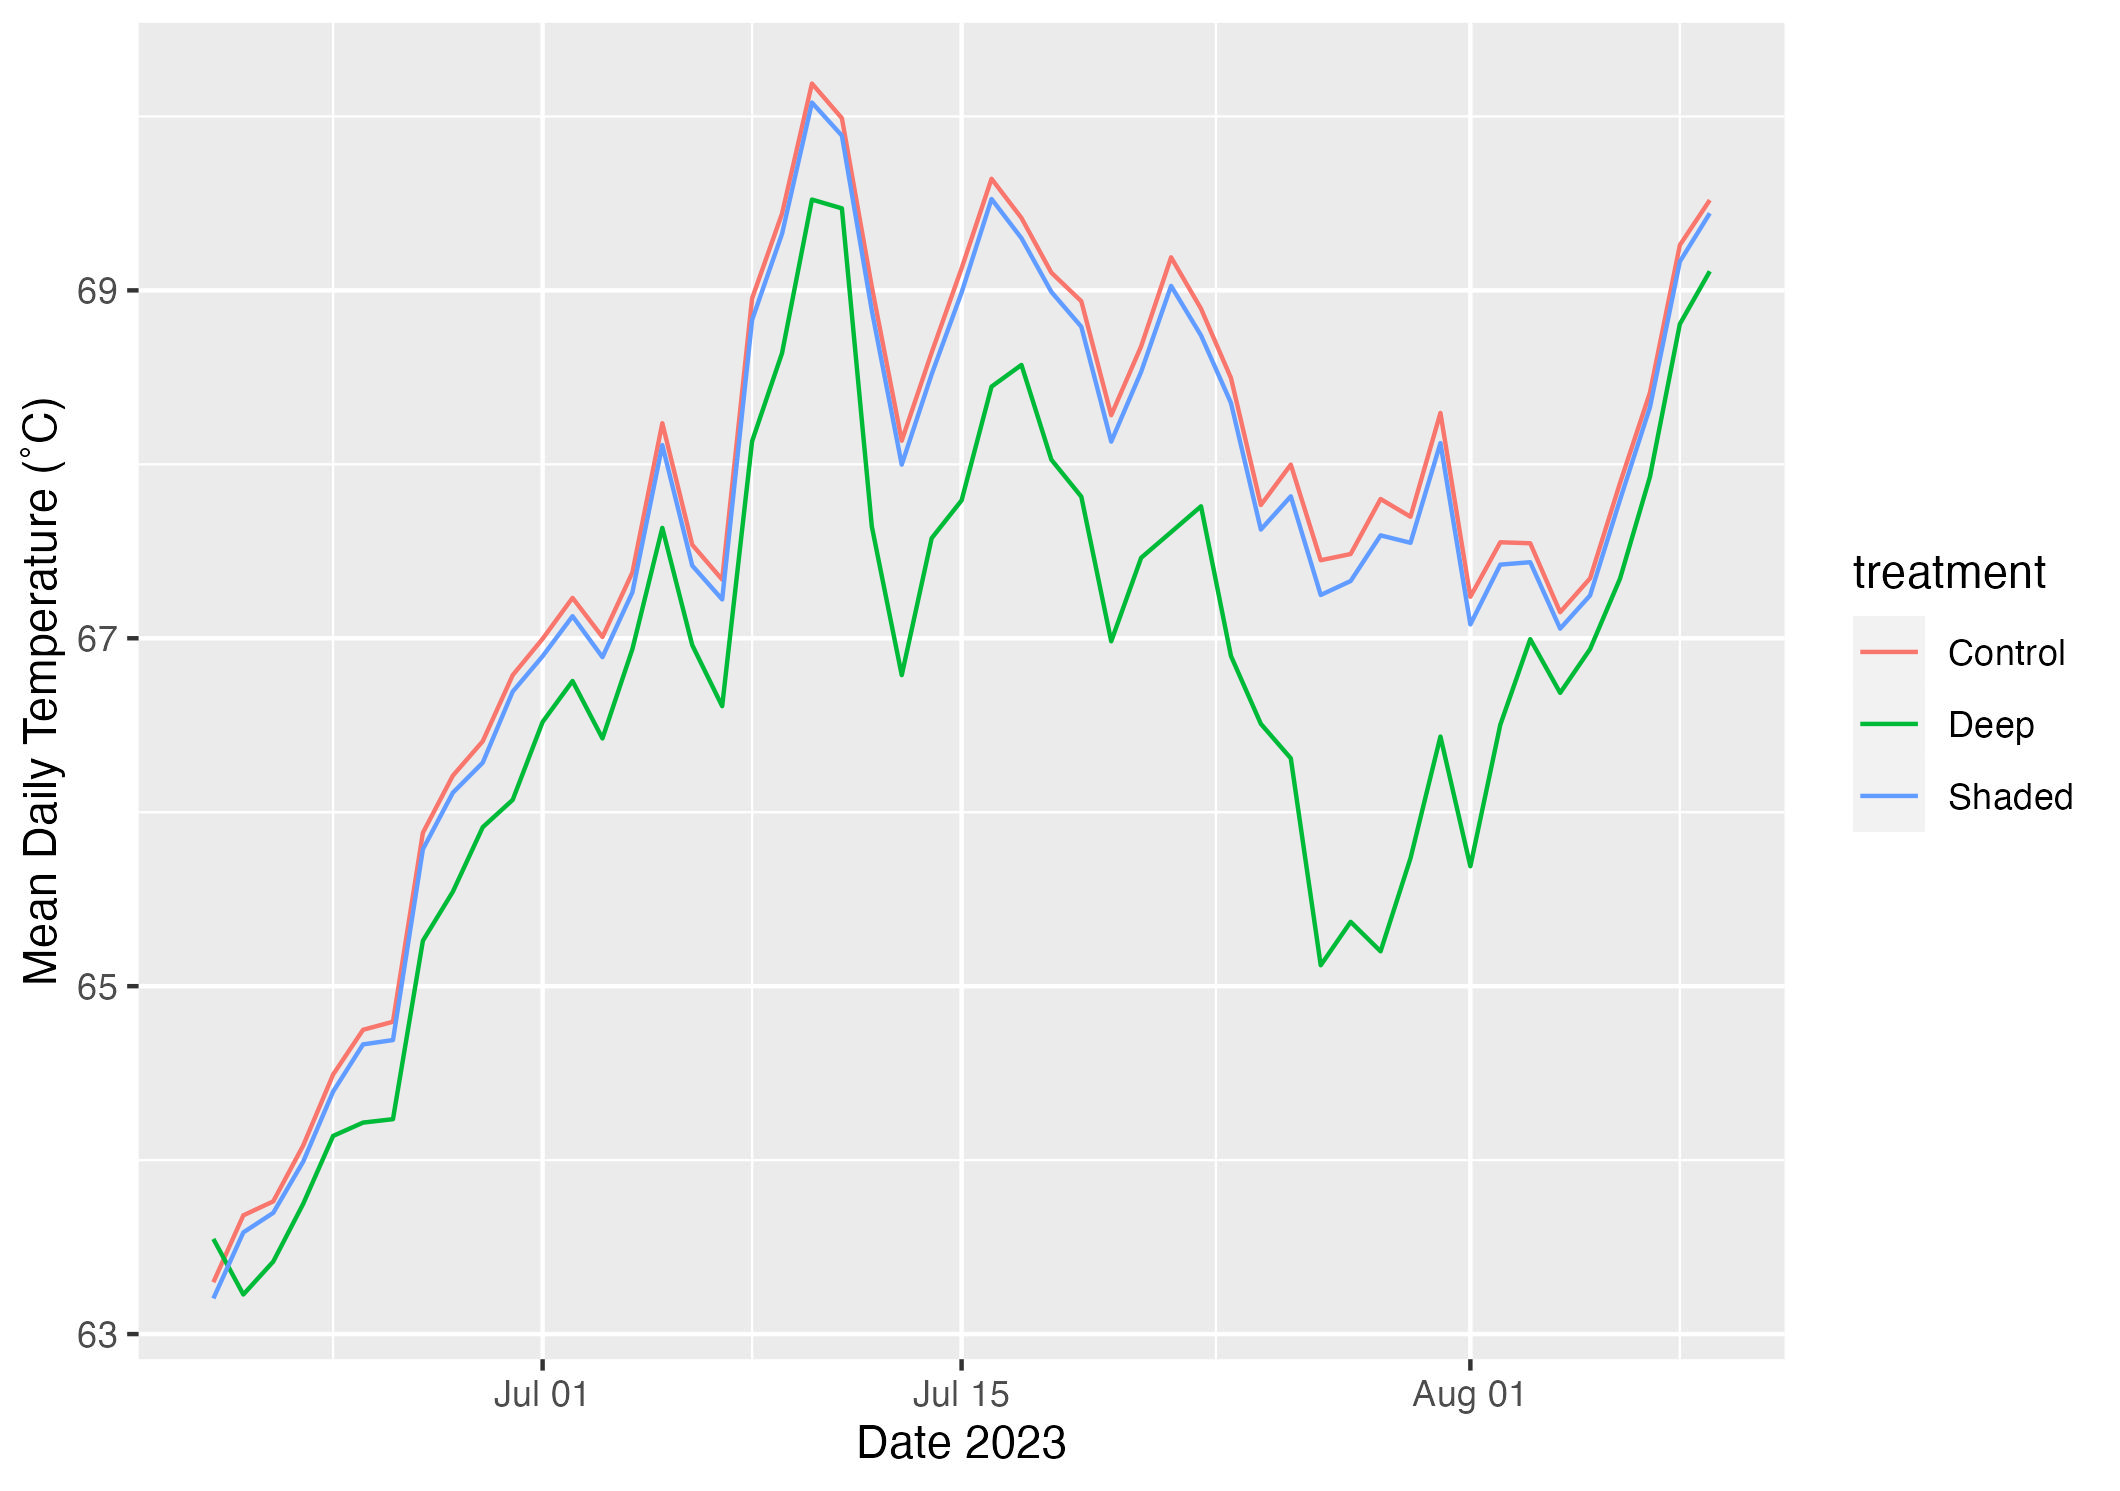 Mean Daily Temperature (˚C)
69
67
65
63
Jul 01
Jul 15
Aug 01
Date 2023
treatment
Control
Deep
Shaded